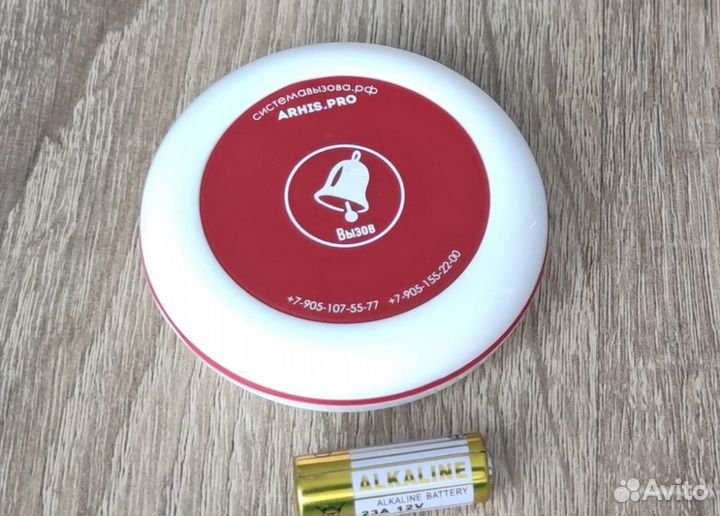 системавызова.рф
ARHIS.PRO
Вызов
+7-905-107-55-77 +7-905-155-22-00
ALKALINE
ALKALINE BATTERY
23A 12V
Avito